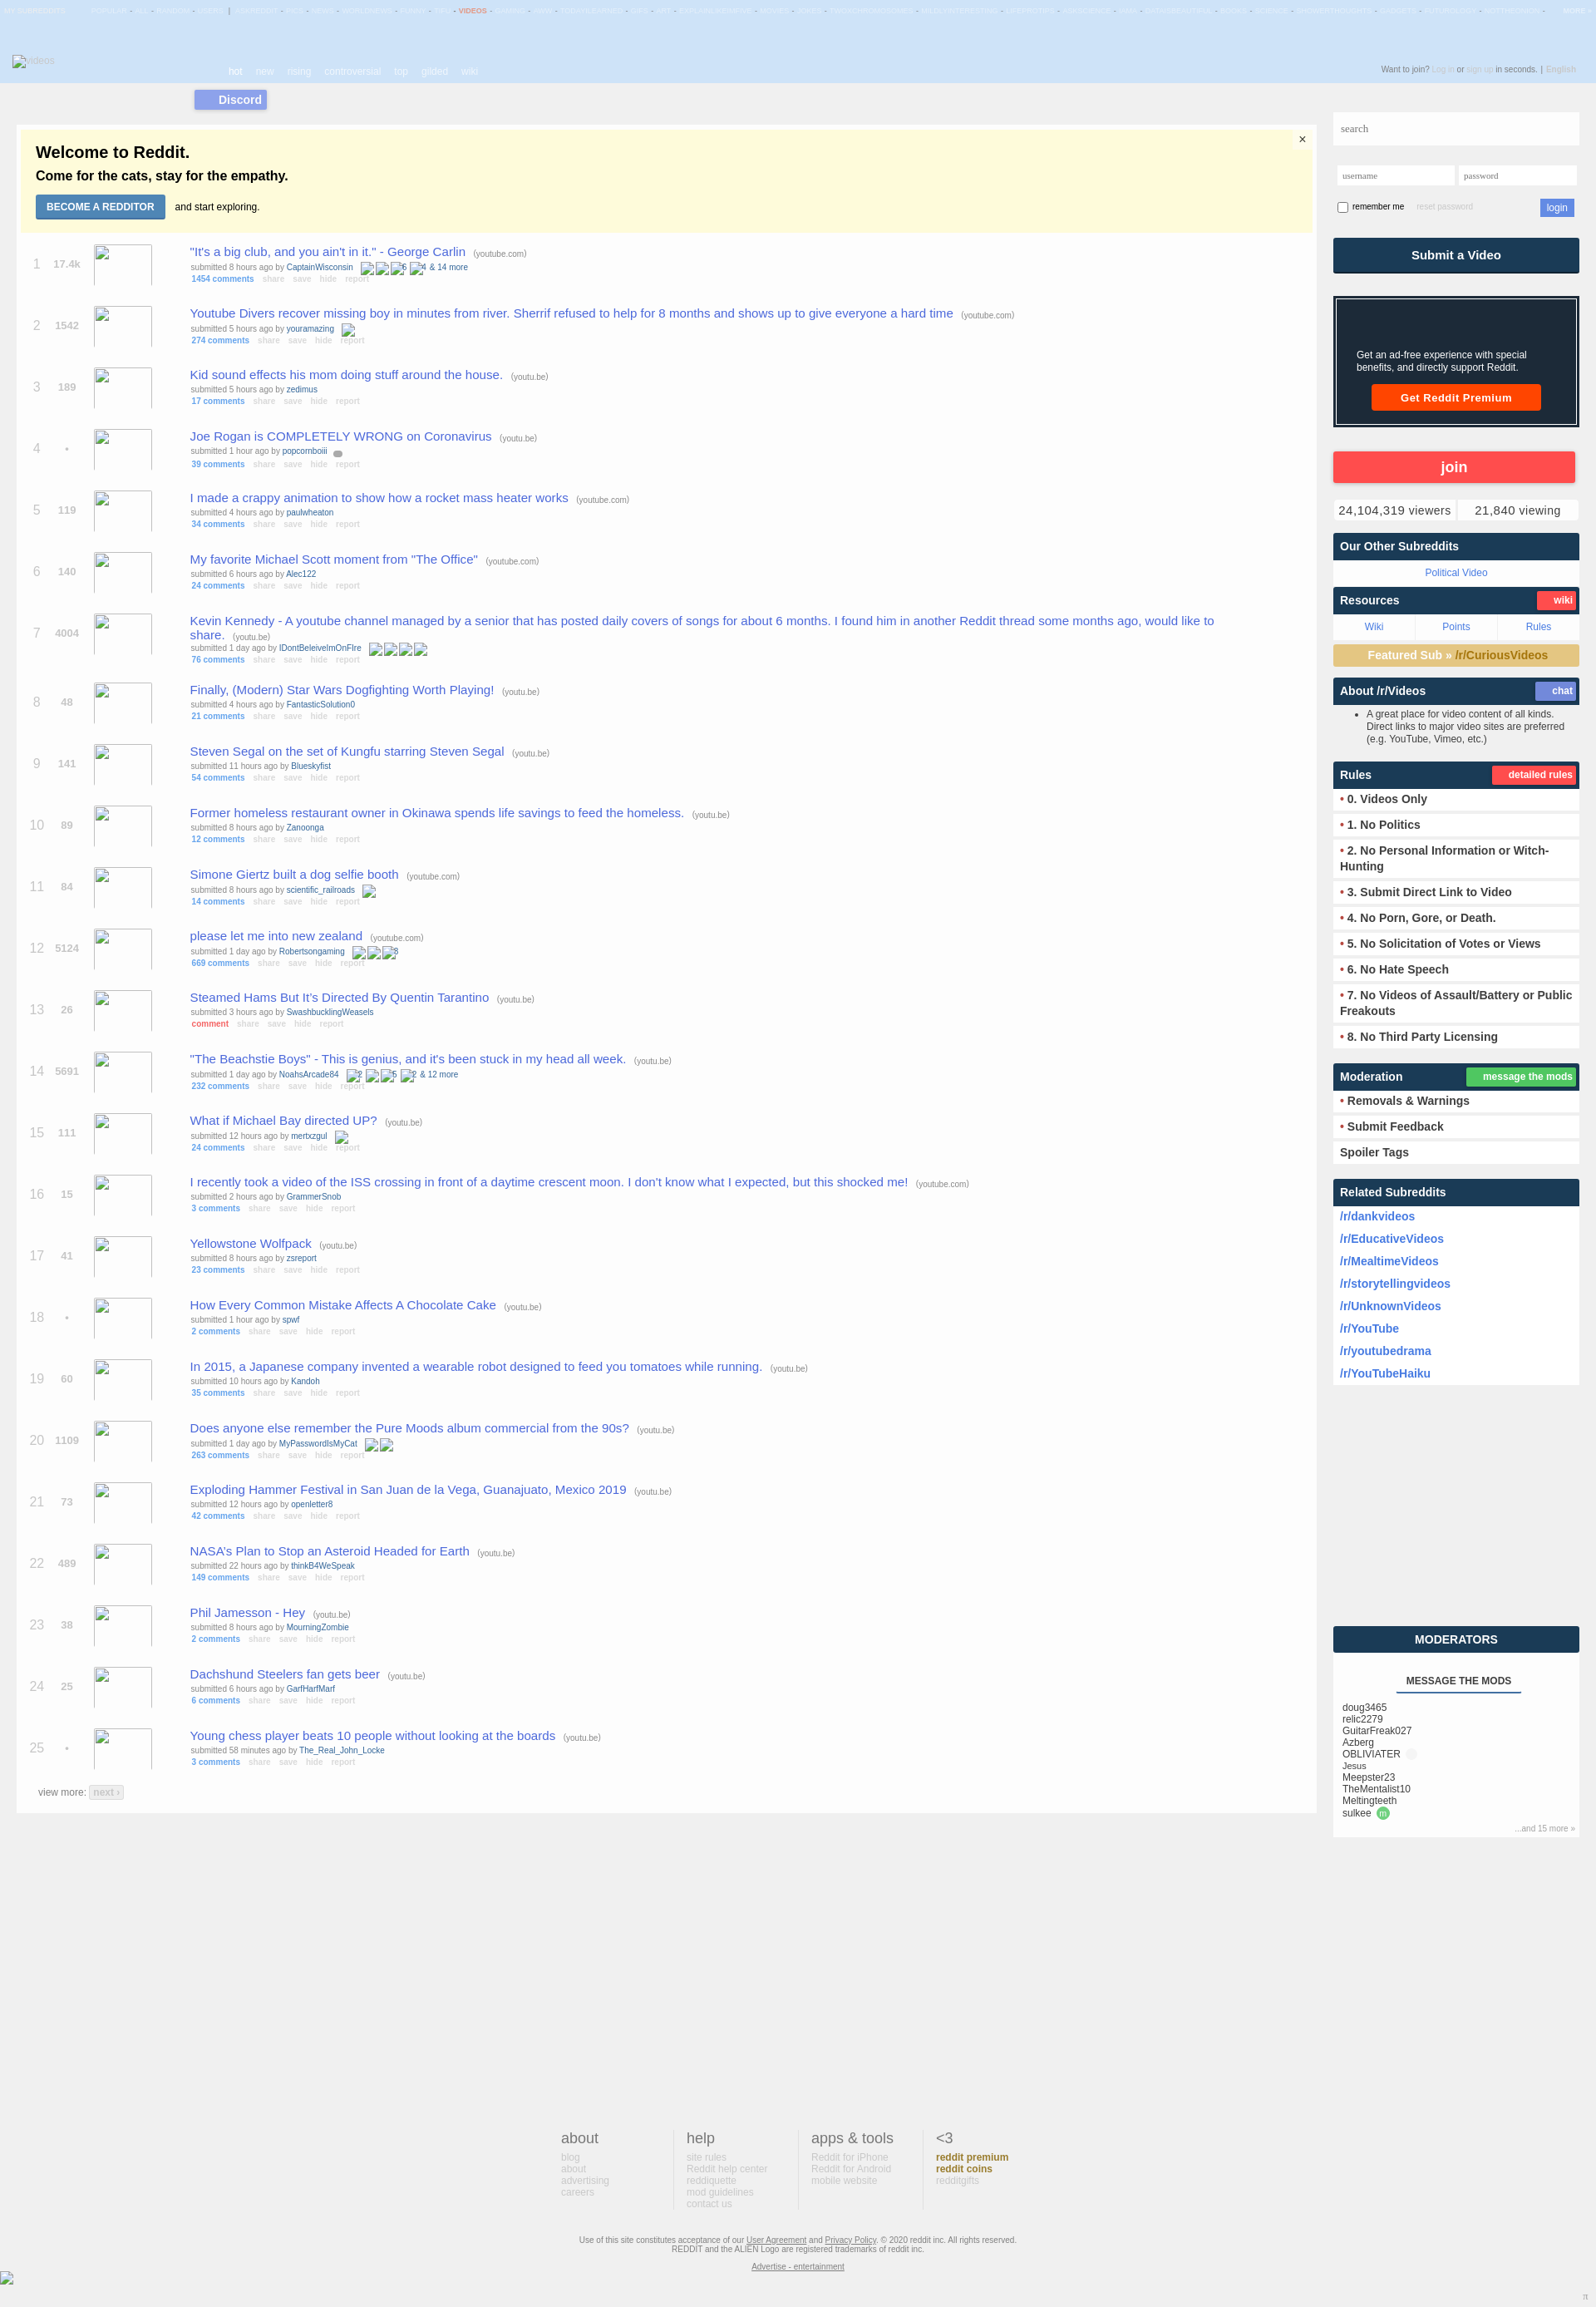 MY SUBREDDITS
POPULAR - ALL - RANDOM - USERS | ASKREDDIT - PICS - NEWS - WORLDNEWS - FUNNY - TIFU - VIDEOS - GAMING - AWW - TODAYILEARNED - GIFS - ART - EXPLAINLIKEIMFIVE - MOVIES - JOKES - TWOXCHROMOSOMES - MILDLYINTERESTING - LIFEPROTIPS - ASKSCIENCE - IAMA - DATAISBEAUTIFUL - BOOKS - SCIENCE - SHOWERTHOUGHTS - GADGETS - FUTUROLOGY - NOTTHEONION -
MORE »
videos
hot new rising controversial top gilded wiki
Want to join? Log in or sign up in seconds. | English
Discord
Welcome to Reddit.
×
Come for the cats, stay for the empathy.
BECOME A REDDITOR and start exploring.
1 17.4k
"It's a big club, and you ain't in it." - George Carlin (youtube.com)
submitted 8 hours ago by CaptainWisconsin 6 4 & 14 more
1454 comments share save hide report
2 1542
Youtube Divers recover missing boy in minutes from river. Sherrif refused to help for 8 months and shows up to give everyone a hard time (youtube.com)
submitted 5 hours ago by youramazing
274 comments share save hide report
3 189
Kid sound effects his mom doing stuff around the house. (youtu.be)
submitted 5 hours ago by zedimus
17 comments share save hide report
4 •
Joe Rogan is COMPLETELY WRONG on Coronavirus (youtu.be)
submitted 1 hour ago by popcornboiii
39 comments share save hide report
5 119
I made a crappy animation to show how a rocket mass heater works (youtube.com)
submitted 4 hours ago by paulwheaton
34 comments share save hide report
6 140
My favorite Michael Scott moment from "The Office" (youtube.com)
submitted 6 hours ago by Alec122
24 comments share save hide report
7 4004
Kevin Kennedy - A youtube channel managed by a senior that has posted daily covers of songs for about 6 months. I found him in another Reddit thread some months ago, would like to
share. (youtu.be)
submitted 1 day ago by IDontBeleiveImOnFIre
76 comments share save hide report
8 48
Finally, (Modern) Star Wars Dogfighting Worth Playing! (youtu.be)
submitted 4 hours ago by FantasticSolution0
21 comments share save hide report
9 141
Steven Segal on the set of Kungfu starring Steven Segal (youtu.be)
submitted 11 hours ago by Blueskyfist
54 comments share save hide report
10 89
Former homeless restaurant owner in Okinawa spends life savings to feed the homeless. (youtu.be)
submitted 8 hours ago by Zanoonga
12 comments share save hide report
11 84
Simone Giertz built a dog selfie booth (youtube.com)
submitted 8 hours ago by scientific_railroads
14 comments share save hide report
12 5124
please let me into new zealand (youtube.com)
submitted 1 day ago by Robertsongaming 3
669 comments share save hide report
13 26
Steamed Hams But It's Directed By Quentin Tarantino (youtu.be)
submitted 3 hours ago by SwashbucklingWeasels
comment share save hide report
14 5691
"The Beachstie Boys" - This is genius, and it's been stuck in my head all week. (youtu.be)
submitted 1 day ago by NoahsArcade84 2 5 2 & 12 more
232 comments share save hide report
15 111
What if Michael Bay directed UP? (youtu.be)
submitted 12 hours ago by mertxzgul
24 comments share save hide report
16 15
I recently took a video of the ISS crossing in front of a daytime crescent moon. I don't know what I expected, but this shocked me! (youtube.com)
submitted 2 hours ago by GrammerSnob
3 comments share save hide report
17 41
Yellowstone Wolfpack (youtu.be)
submitted 8 hours ago by zsreport
23 comments share save hide report
18 •
How Every Common Mistake Affects A Chocolate Cake (youtu.be)
submitted 1 hour ago by spwf
2 comments share save hide report
19 60
In 2015, a Japanese company invented a wearable robot designed to feed you tomatoes while running. (youtu.be)
submitted 10 hours ago by Kandoh
35 comments share save hide report
20 1109
Does anyone else remember the Pure Moods album commercial from the 90s? (youtu.be)
submitted 1 day ago by MyPasswordIsMyCat
263 comments share save hide report
21 73
Exploding Hammer Festival in San Juan de la Vega, Guanajuato, Mexico 2019 (youtu.be)
submitted 12 hours ago by openletter8
42 comments share save hide report
22 489
NASA's Plan to Stop an Asteroid Headed for Earth (youtu.be)
submitted 22 hours ago by thinkB4WeSpeak
149 comments share save hide report
23 38
Phil Jamesson - Hey (youtu.be)
submitted 8 hours ago by MourningZombie
2 comments share save hide report
24 25
Dachshund Steelers fan gets beer (youtu.be)
submitted 6 hours ago by GarfHarfMarf
6 comments share save hide report
25 •
Young chess player beats 10 people without looking at the boards (youtu.be)
submitted 58 minutes ago by The_Real_John_Locke
3 comments share save hide report
view more: next ›
search
username password
remember me reset password login
Submit a Video
Get an ad-free experience with special
benefits, and directly support Reddit.
Get Reddit Premium
join
24,104,319 viewers 21,840 viewing
Our Other Subreddits
Political Video
Resources wiki
Wiki Points Rules
Featured Sub » /r/CuriousVideos
About /r/Videos chat
• A great place for video content of all kinds.
Direct links to major video sites are preferred
(e.g. YouTube, Vimeo, etc.)
Rules detailed rules
• 0. Videos Only
• 1. No Politics
• 2. No Personal Information or Witch-
Hunting
• 3. Submit Direct Link to Video
• 4. No Porn, Gore, or Death.
• 5. No Solicitation of Votes or Views
• 6. No Hate Speech
• 7. No Videos of Assault/Battery or Public
Freakouts
• 8. No Third Party Licensing
Moderation message the mods
• Removals & Warnings
• Submit Feedback
Spoiler Tags
Related Subreddits
/r/dankvideos
/r/EducativeVideos
/r/MealtimeVideos
/r/storytellingvideos
/r/UnknownVideos
/r/YouTube
/r/youtubedrama
/r/YouTubeHaiku
MODERATORS
MESSAGE THE MODS
doug3465
relic2279
GuitarFreak027
Azberg
OBLIVIATER
Jesus
Meepster23
TheMentalist10
Meltingteeth
sulkee m
...and 15 more »
about
blog
about
advertising
careers
help
site rules
Reddit help center
reddiquette
mod guidelines
contact us
apps & tools
Reddit for iPhone
Reddit for Android
mobile website
<3
reddit premium
reddit coins
redditgifts
Use of this site constitutes acceptance of our User Agreement and Privacy Policy. © 2020 reddit inc. All rights reserved.
REDDIT and the ALIEN Logo are registered trademarks of reddit inc.
Advertise - entertainment
π